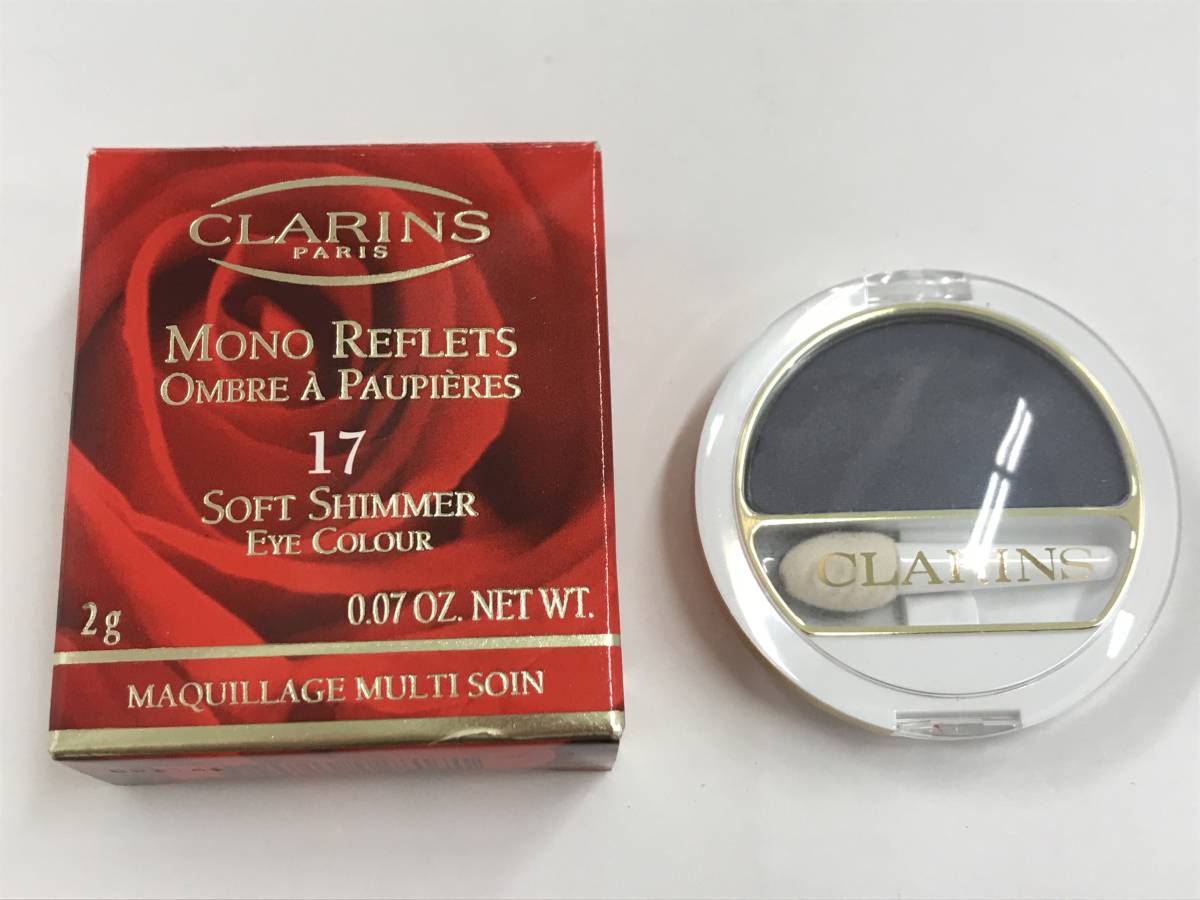 CLARINS
PARIS
MONO REFLETS
OMBRE À PAUPIÈRES
17
SOFT SHIMMER
EYE COLOUR
2g
0.07 OZ. NET WT.
MAQUILLAGE MULTI SOIN
CLARINS